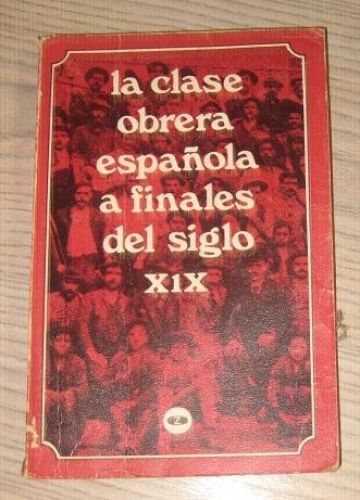 la clase
obrera
española
a finales
del siglo
XIX